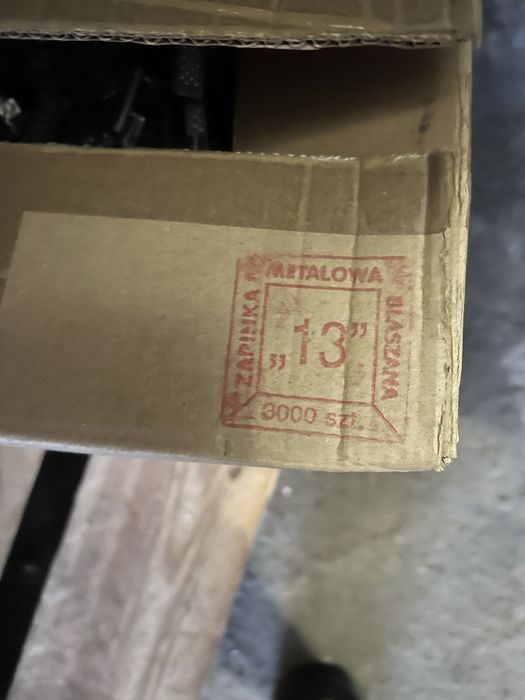 METALOWA
ZAPINKA
„13”
BLASZANA
3000 szt.